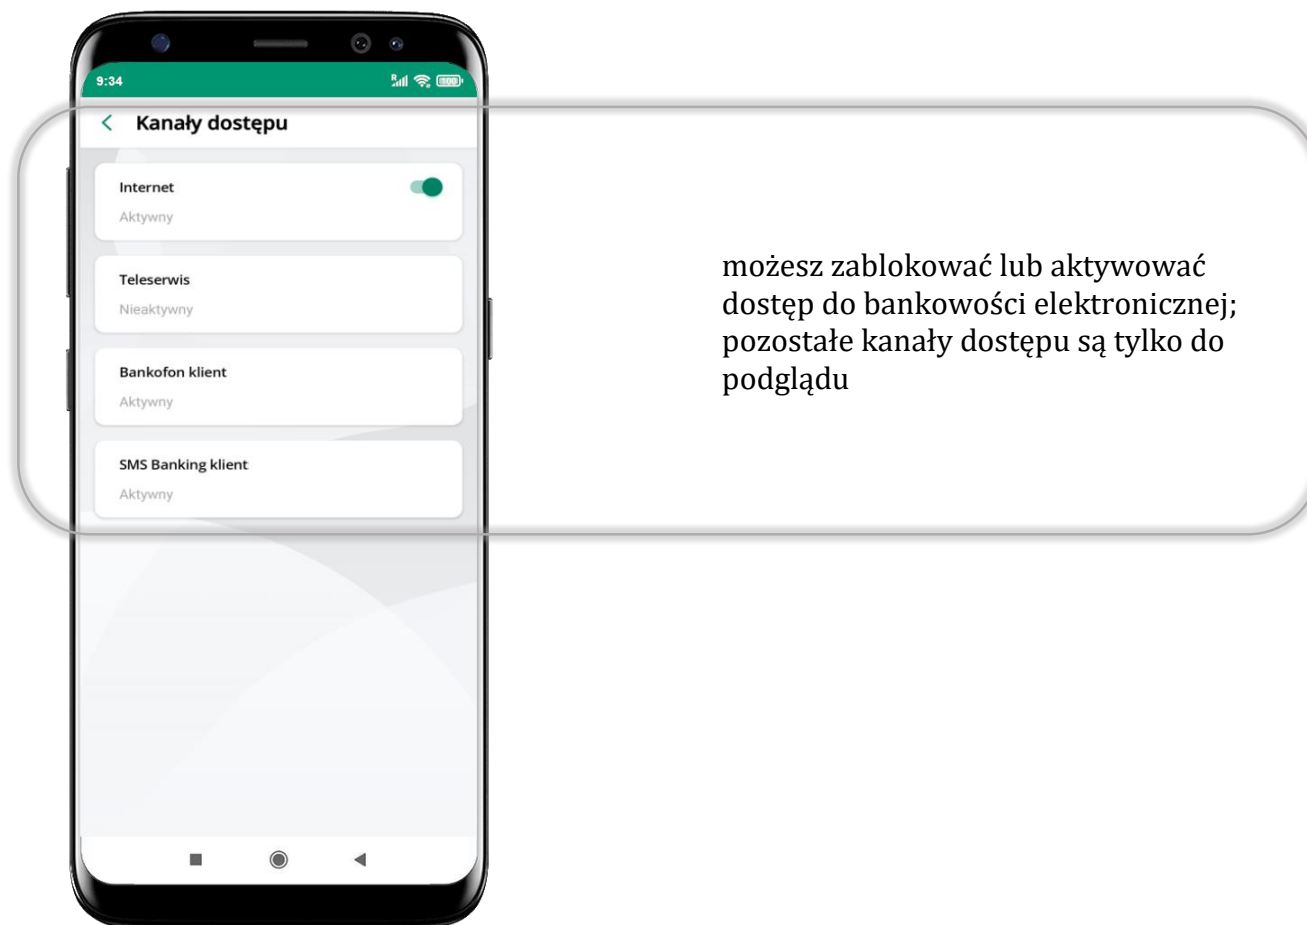 9:34
R
100
Kanały dostępu
Internet
Aktywny
Teleserwis
Nieaktywny
Bankofon klient
Aktywny
SMS Banking klient
Aktywny
możesz zablokować lub aktywować
dostęp do bankowości elektronicznej;
pozostałe kanały dostępu są tylko do
podglądu